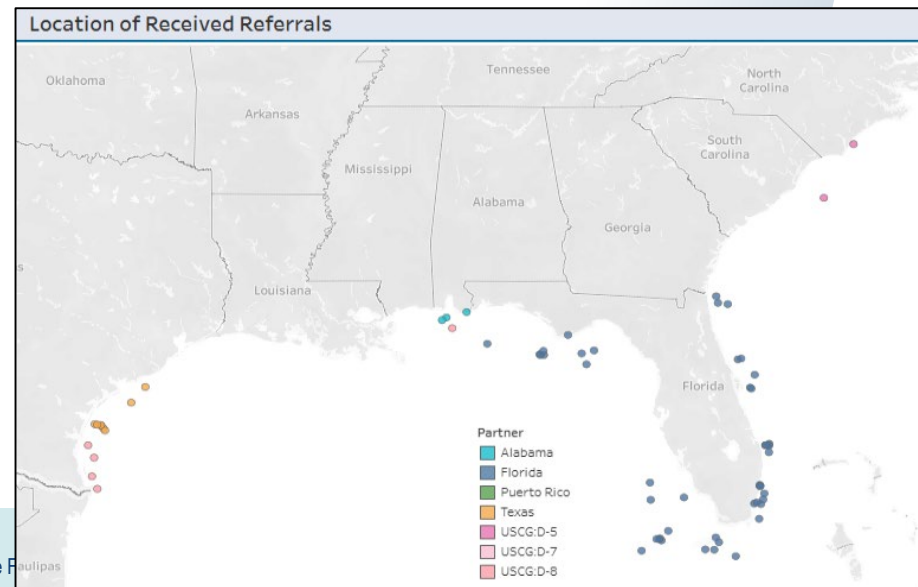 Location of Received Referrals
Oklahoma
Tennessee
North
Carolina
Arkansas
South
Carolina
Mississippi
Alabama
Georgia
s
Louisiana
Florida
Partner
Alabama
Florida
Puerto Rico
Texas
USCG:D-5
USCG:D-7
USCG:D-8
aulipas
e F